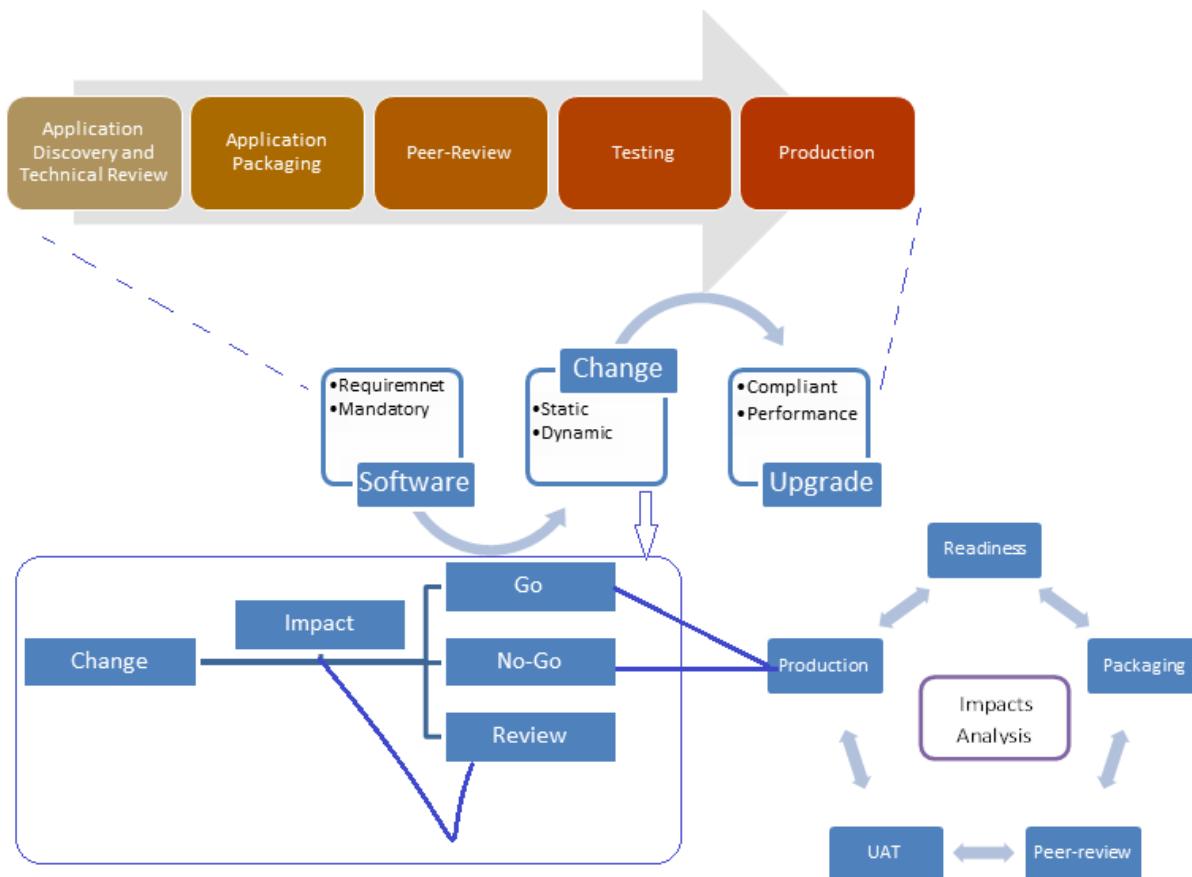 Application
Discovery and
Technical Review
Application
Packaging
Peer-Review
Testing
Production
•Requiremnet
•Mandatory
Software
Change
•Static
•Dynamic
•Compliant
•Performance
Upgrade
Change
Impact
Go
No-Go
Review
Readiness
Production
Packaging
Impacts
Analysis
UAT
Peer-review